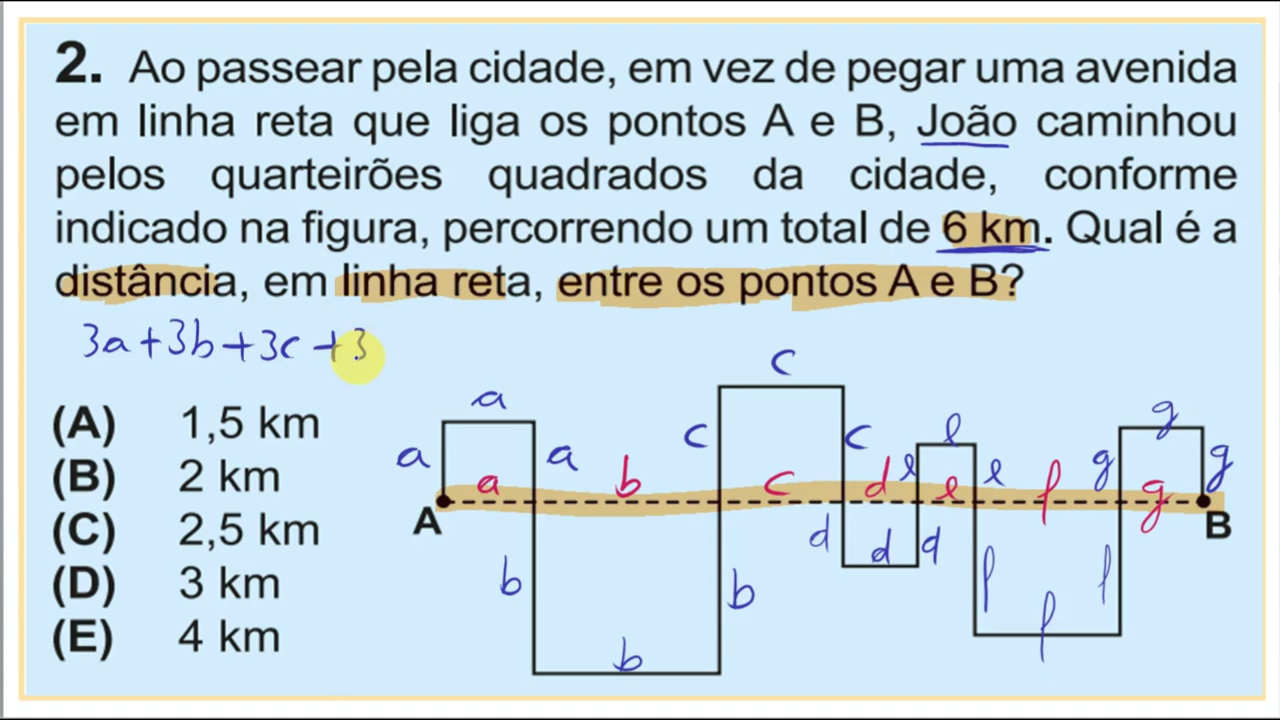 2. Ao passear pela cidade, em vez de pegar uma avenida
em linha reta que liga os pontos A e B, João caminhou
pelos quarteirões quadrados da cidade, conforme
indicado na figura, percorrendo um total de 6 km. Qual é a
distância, em linha reta, entre os pontos A e B?
3a+3b+3c+3
(A) 1,5 km
(B) 2 km
(C) 2,5 km
(D) 3 km
(E) 4 km
c
a g
l
a a c c l l g g
a b c d l f g
A B
d d d
b b f f
f
b